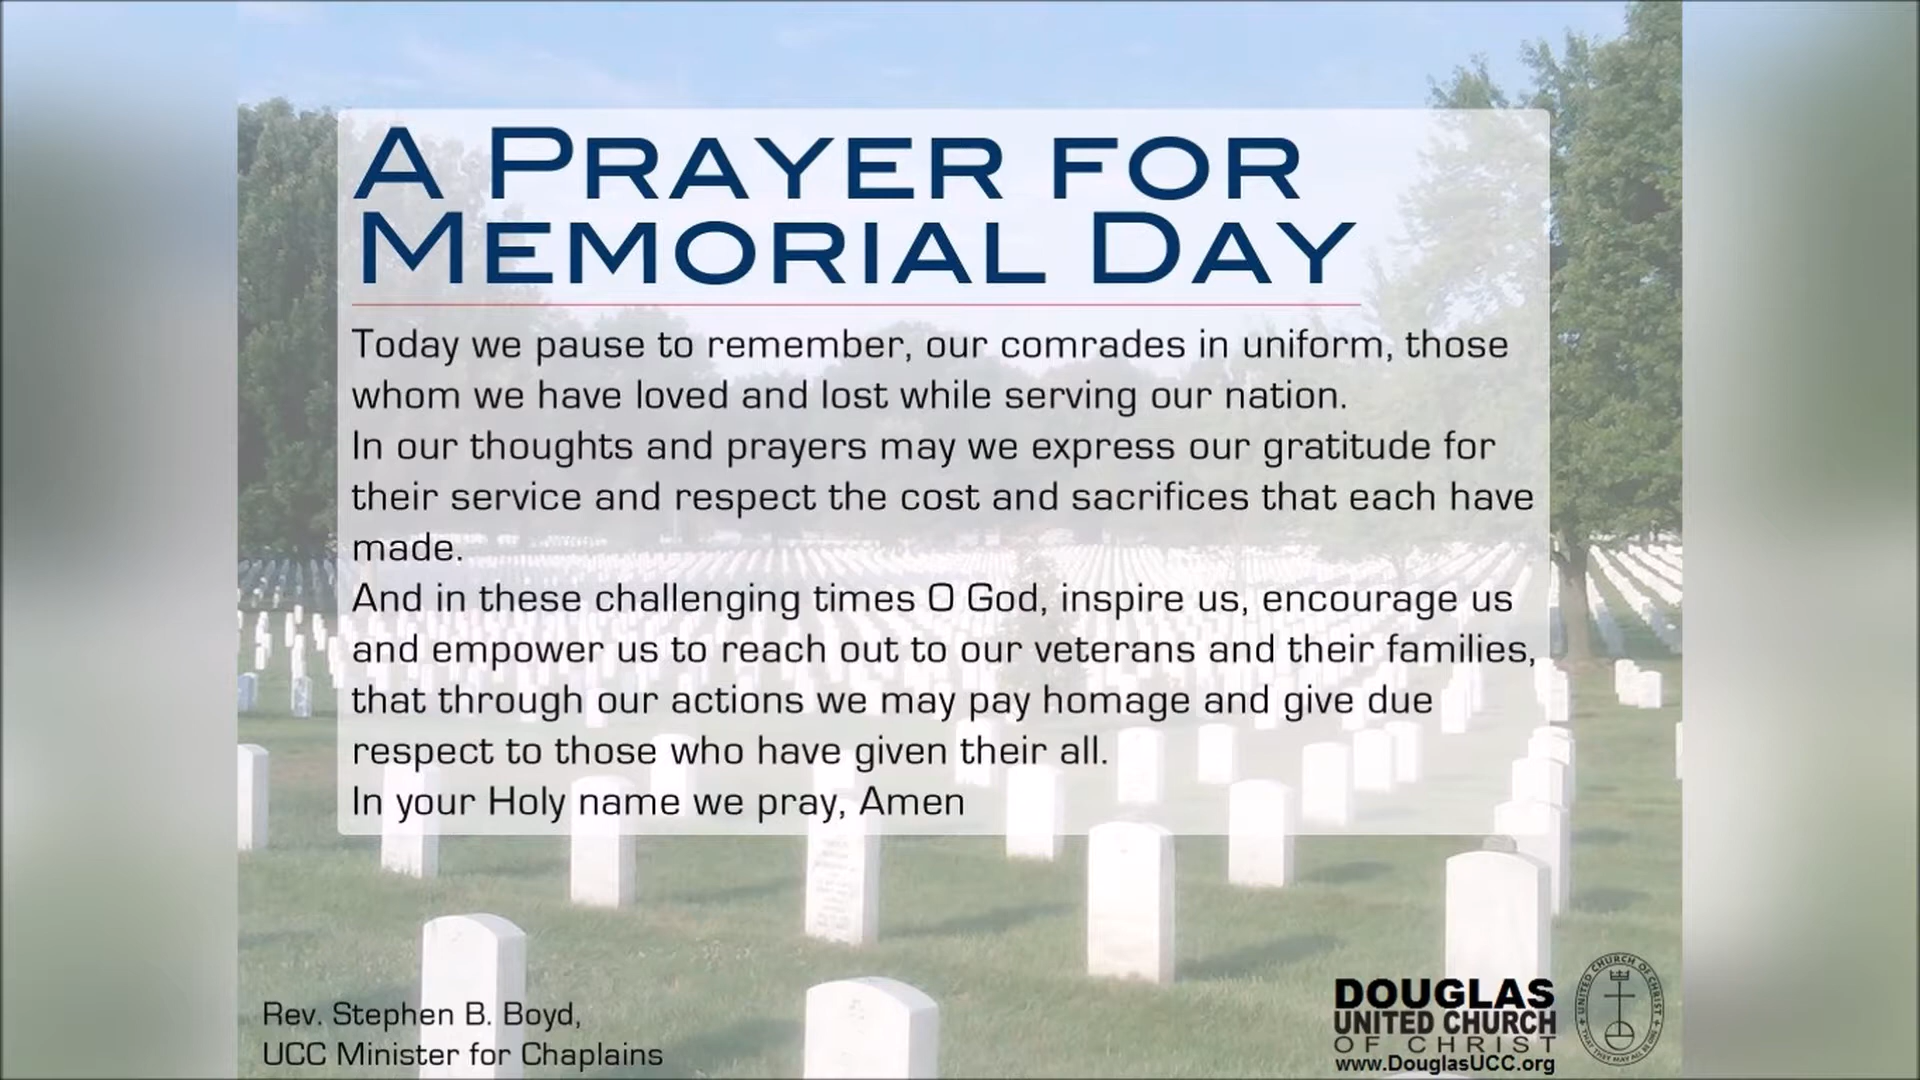 A PRAYER FOR
MEMORIAL DAY
Today we pause to remember, our comrades in uniform, those
whom we have loved and lost while serving our nation.
In our thoughts and prayers may we express our gratitude for
their service and respect the cost and sacrifices that each have
made.
And in these challenging times O God, inspire us, encourage us
and empower us to reach out to our veterans and their families,
that through our actions we may pay homage and give due
respect to those who have given their all.
In your Holy name we pray, Amen
Rev. Stephen B. Boyd,
UCC Minister for Chaplains
DOUGLAS
UNITED CHURCH
OF CHRIST
www.DouglasUCC.org
UNITED CHURCH OF CHRIST
THAT THEY MAY ALL BE ONE